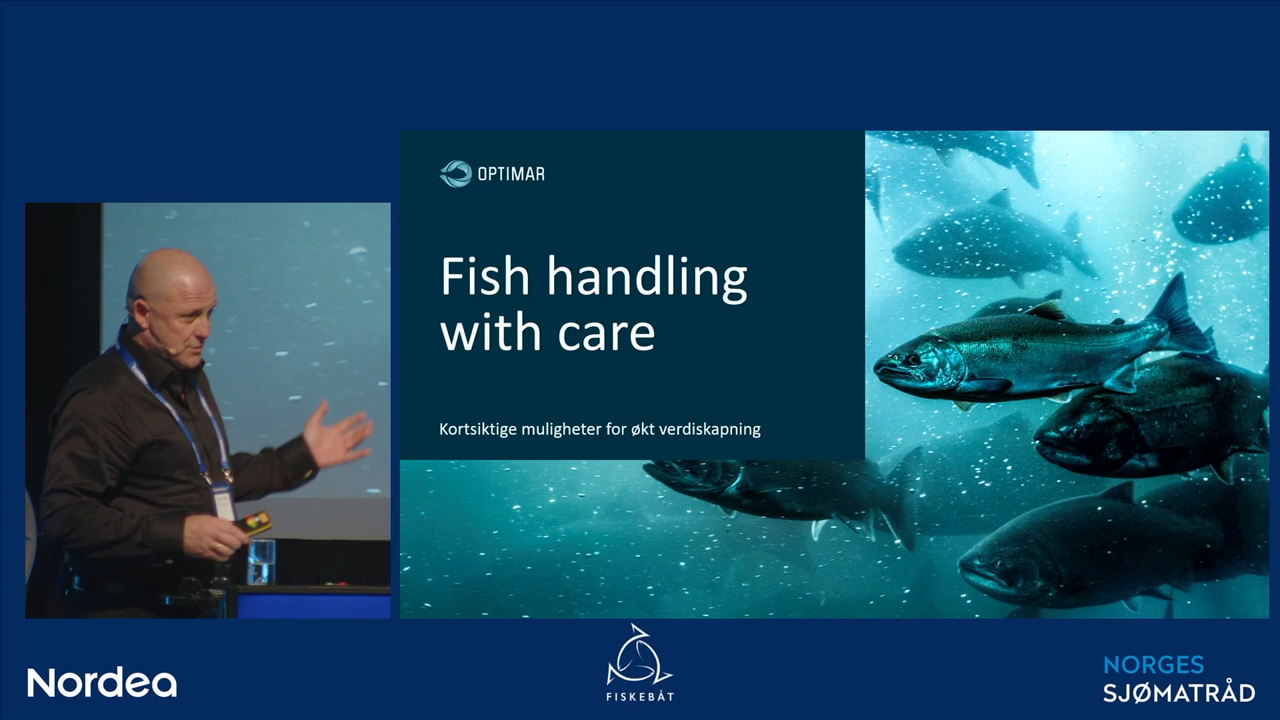 OPTIMAR
Fish handling
with care
Kortsiktige muligheter for økt verdiskapning
Nordea
FISKEBÅT
NORGES
SJØMATRÅD